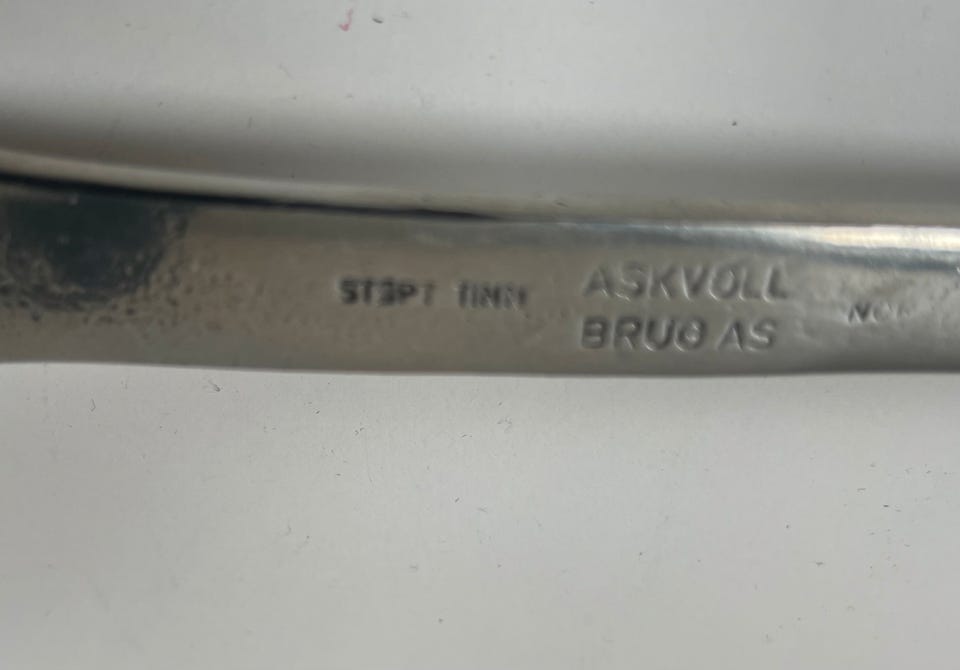 STØPT TINN
ASKVOLL
BRUG AS